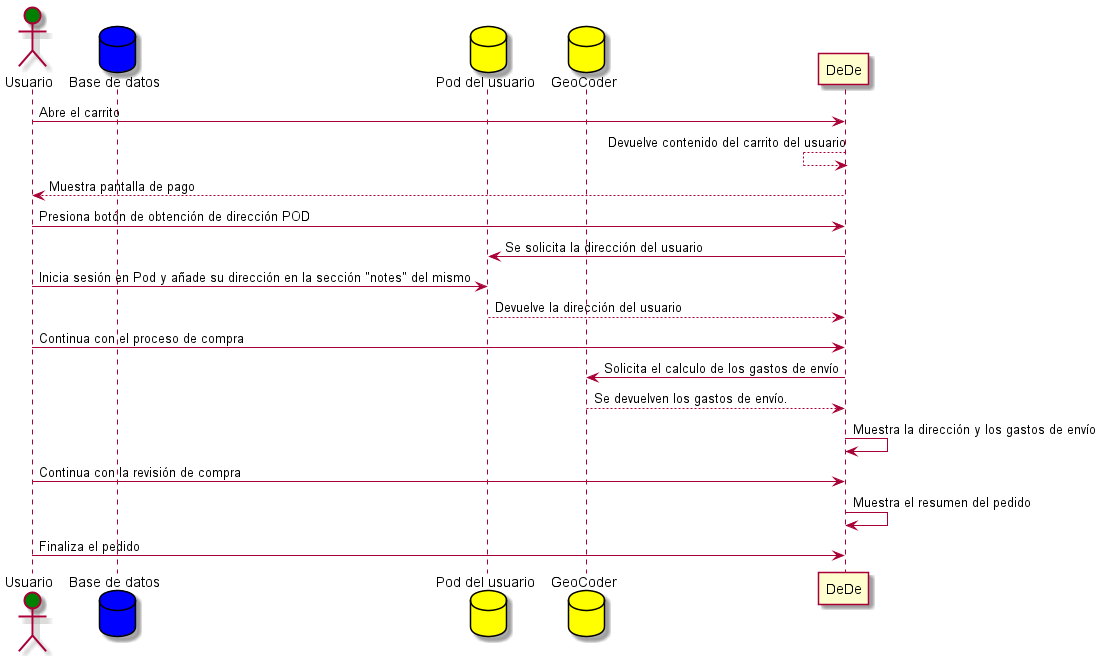 Usuario
Base de datos
Pod del usuario
GeoCoder
DeDe
Abre el carrito
Devuelve contenido del carrito del usuario
Muestra pantalla de pago
Presiona botón de obtención de dirección POD
Se solicita la dirección del usuario
Inicia sesión en Pod y añade su dirección en la sección "notes" del mismo
Devuelve la dirección del usuario
Continua con el proceso de compra
Solicita el calculo de los gastos de envío
Se devuelven los gastos de envío.
Muestra la dirección y los gastos de envío
Continua con la revisión de compra
Muestra el resumen del pedido
Finaliza el pedido
Usuario
Base de datos
Pod del usuario
GeoCoder
DeDe